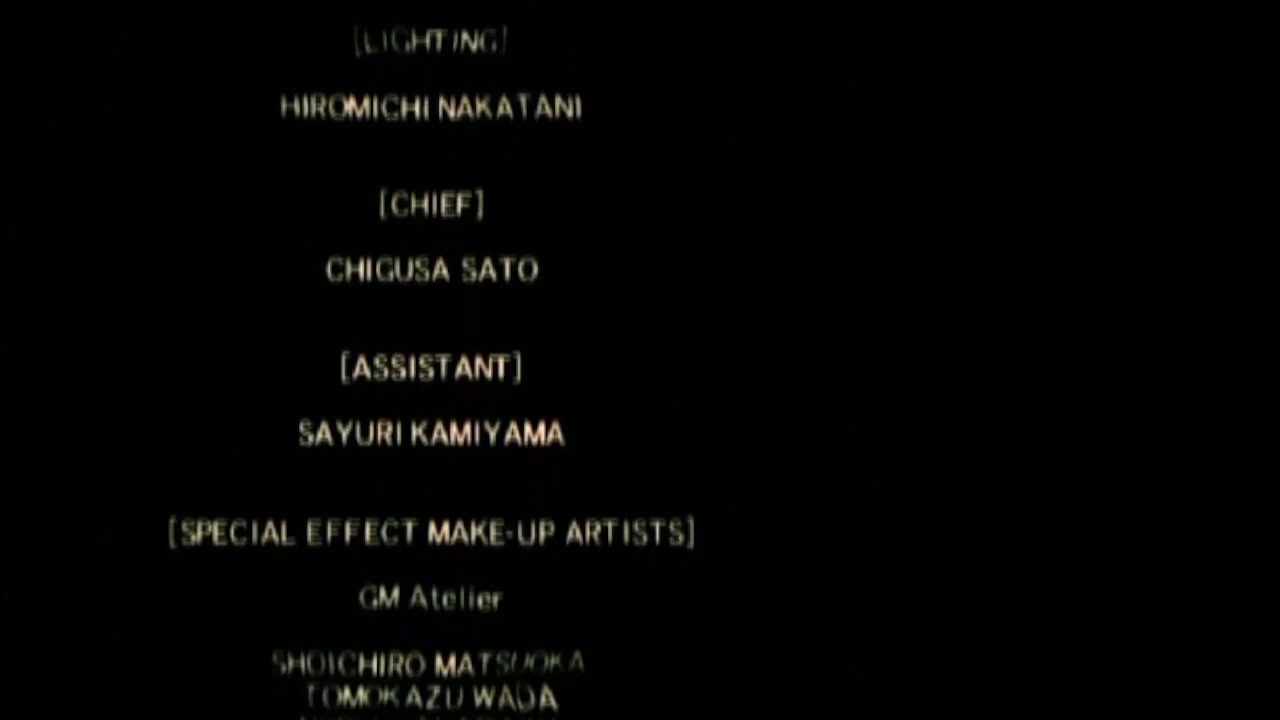 [LIGHTING]
HIROMICHI NAKATANI
[CHIEF]
CHIGUSA SATO
[ASSISTANT]
SAYURI KAMIYAMA
[SPECIAL EFFECT MAKE-UP ARTISTS]
GM Atelier
SHOICHIRO MATSUOKA
TOMOKAZU WADA